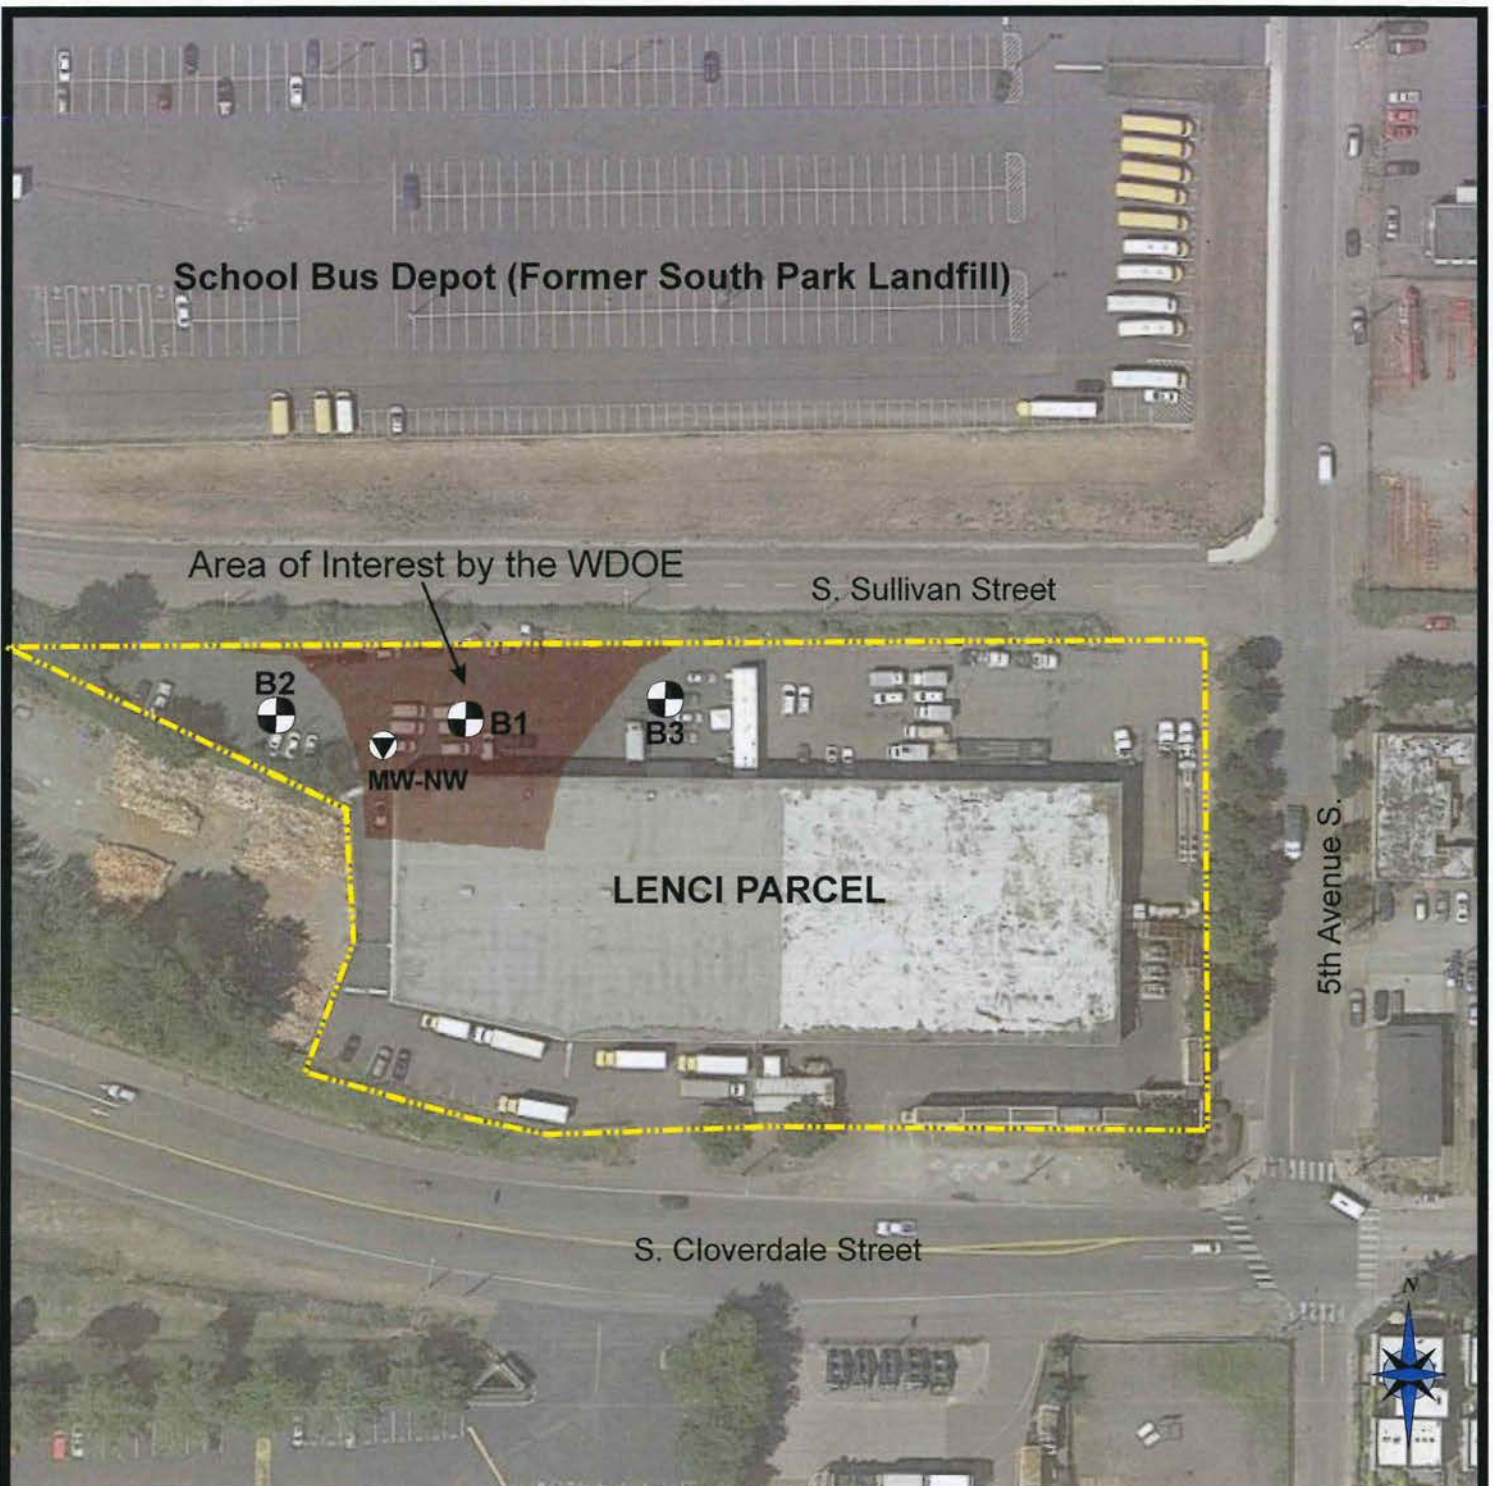 School Bus Depot (Former South Park Landfill)
Area of Interest by the WDOE
S. Sullivan Street
B2
B1
B3
MW-NW
LENCI PARCEL
5th Avenue S.
S. Cloverdale Street
N